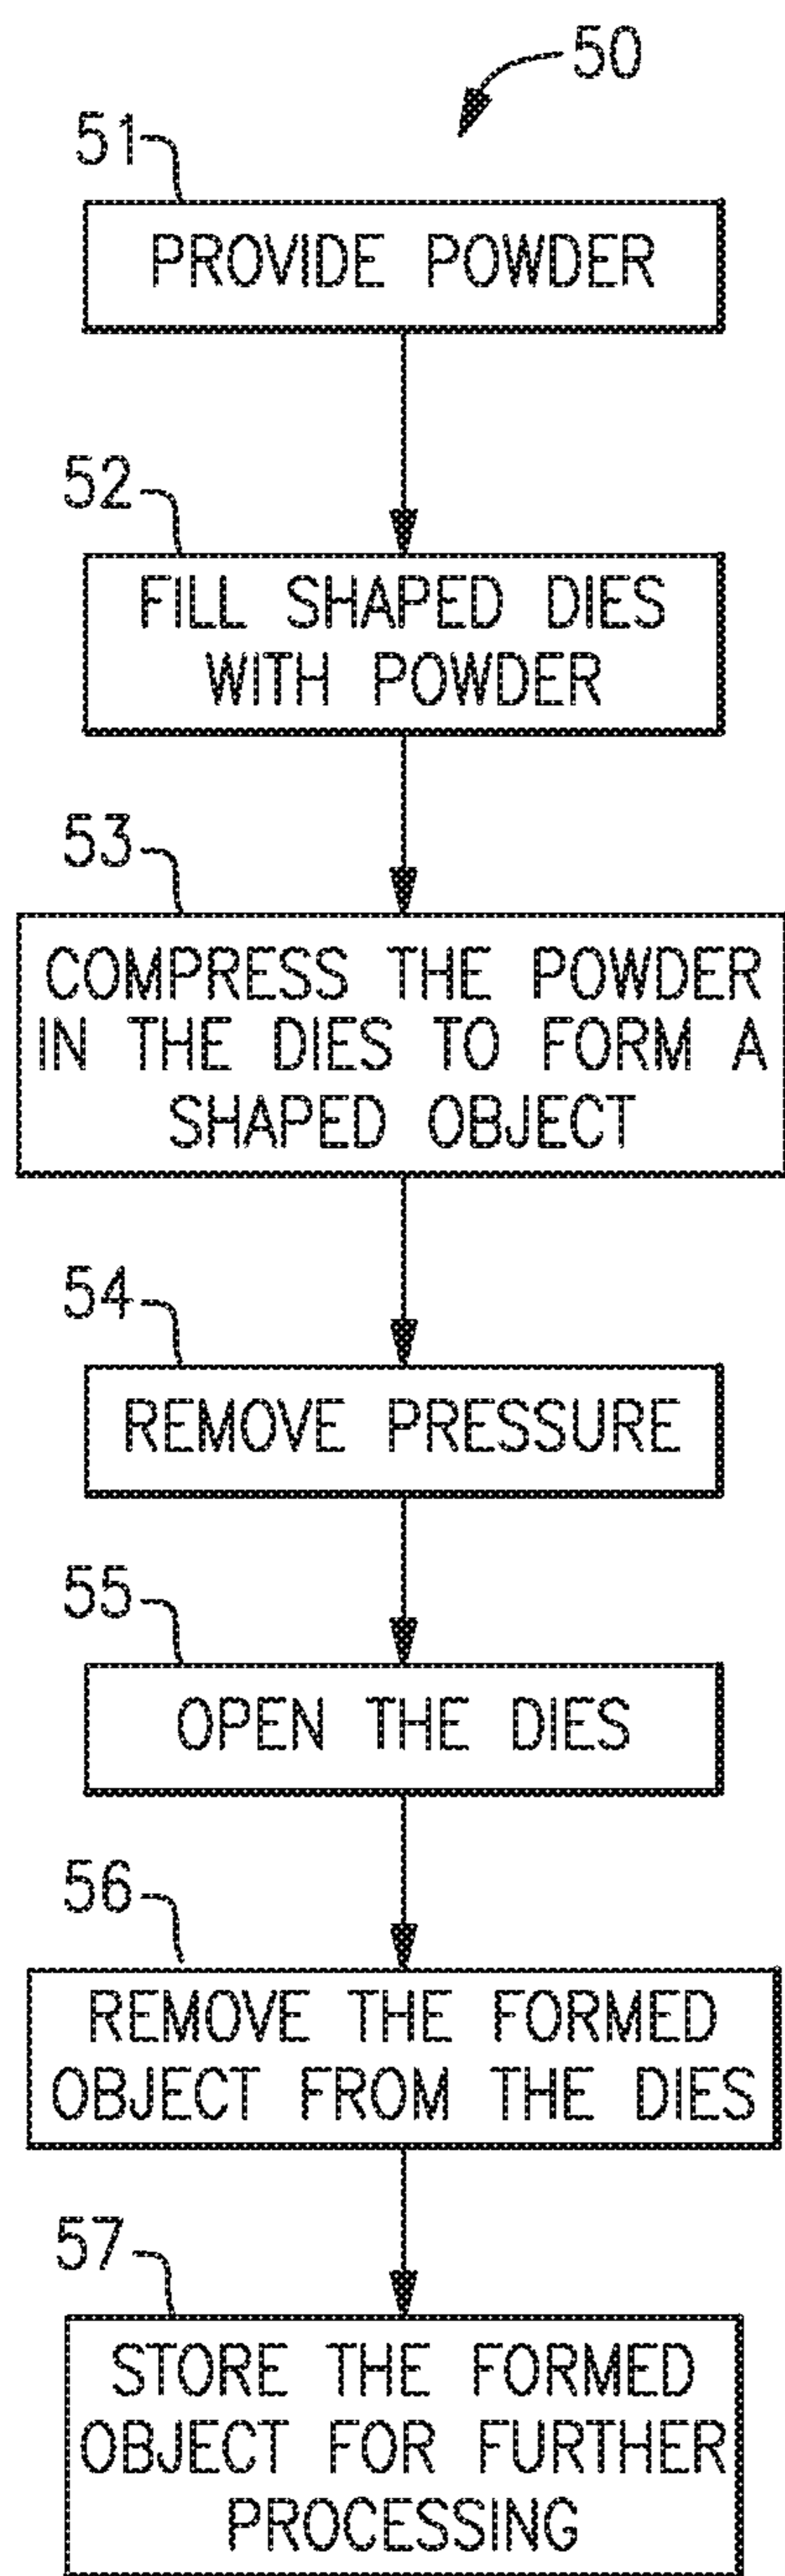 50
51
PROVIDE POWDER
52
FILL SHAPED DIES
WITH POWDER
53
COMPRESS THE POWDER
IN THE DIES TO FORM A
SHAPED OBJECT
54
REMOVE PRESSURE
55
OPEN THE DIES
56
REMOVE THE FORMED
OBJECT FROM THE DIES
57
STORE THE FORMED
OBJECT FOR FURTHER
PROCESSING